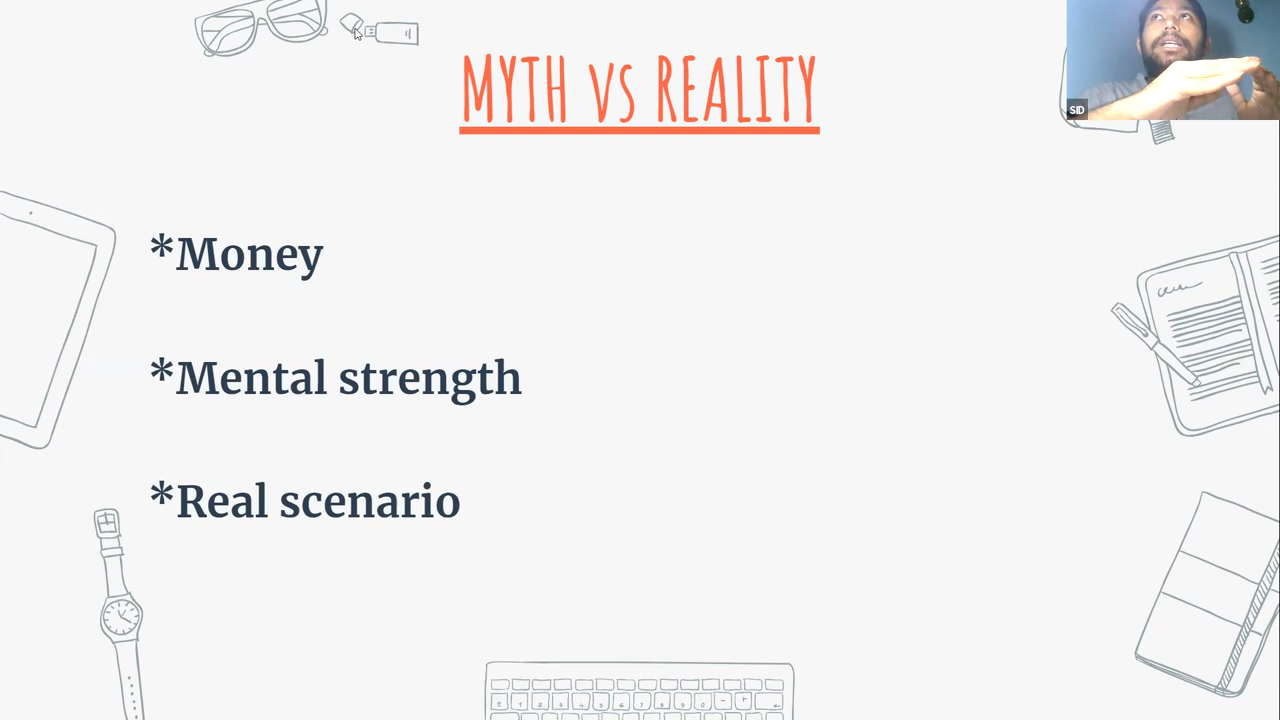 MYTH vs REALITY
SID
*Money
*Mental strength
*Real scenario